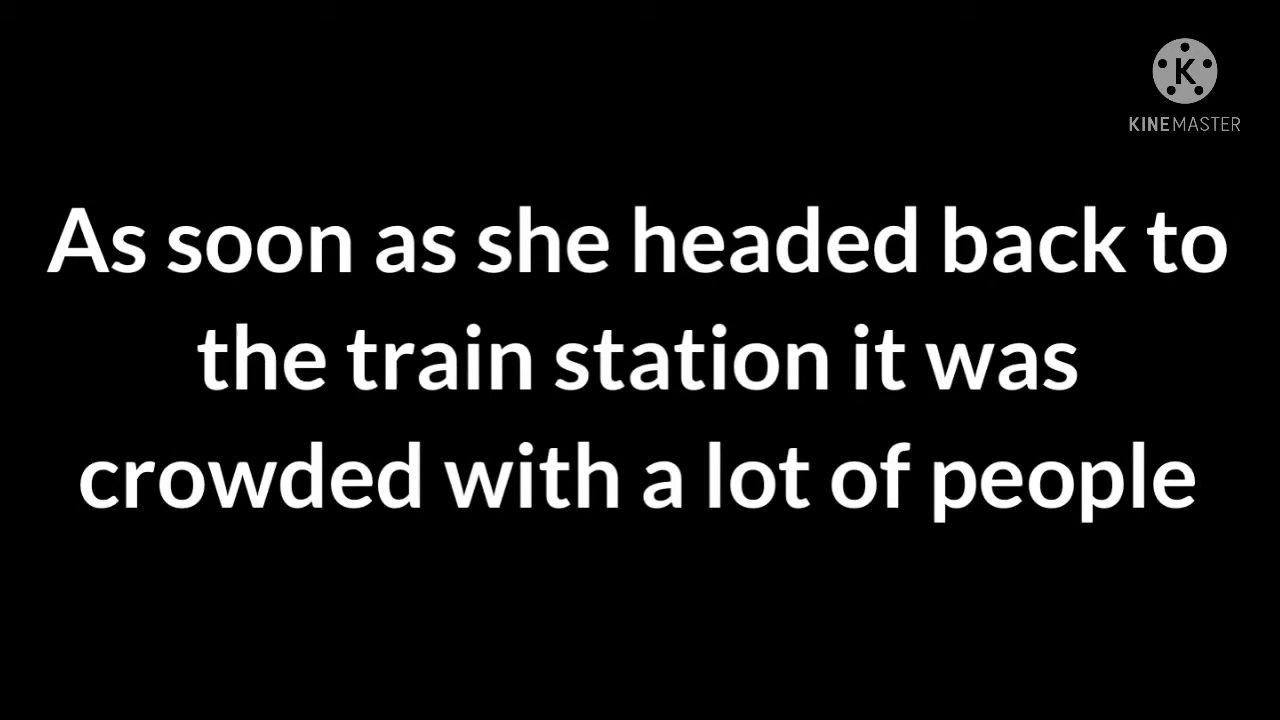 K
KINEMASTER
As soon as she headed back to
the train station it was
crowded with a lot of people